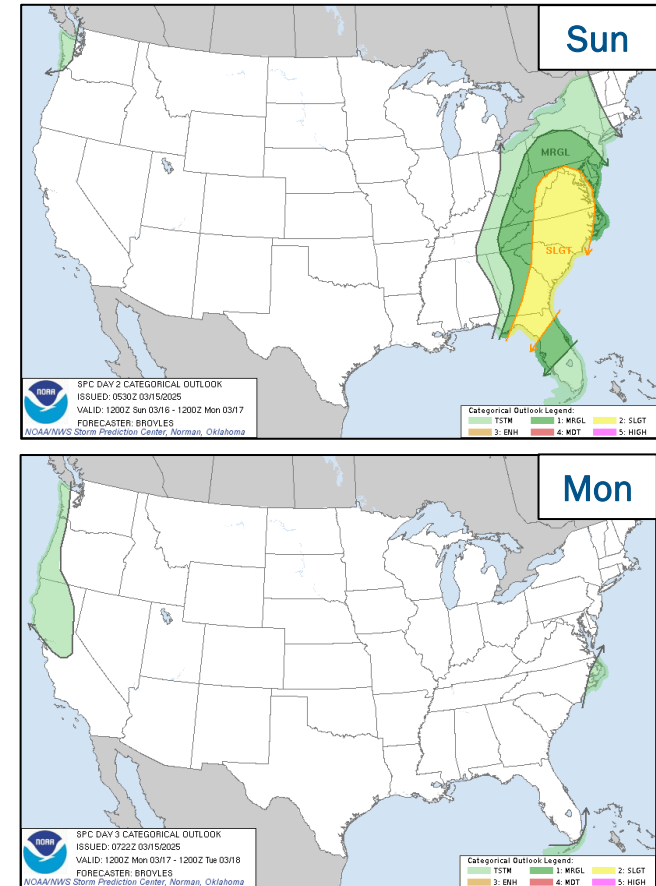 Sun
MRGL
SLGT
NOAA
SPC DAY 2 CATEGORICAL OUTLOOK
ISSUED: 0530Z 03/15/2025
VALID: 1200Z Sun 03/16 - 1200Z Mon 03/17
FORECASTER: BROYLES
NOAA/NWS Storm Prediction Center, Norman, Oklahoma
Categorical Outlook Legend:
TSTM 1: MRGL 2: SLGT
3: ENH 4: MDT 5: HIGH
Mon
NOAA
SPC DAY 3 CATEGORICAL OUTLOOK
ISSUED: 0722Z 03/15/2025
VALID: 1200Z Mon 03/17 - 1200Z Tue 03/18
FORECASTER: BROYLES
NOAA/NWS Storm Prediction Center, Norman, Oklahoma
Categorical Outlook Legend:
TSTM 1: MRGL 2: SLGT
3: ENH 4: MDT 5: HIGH